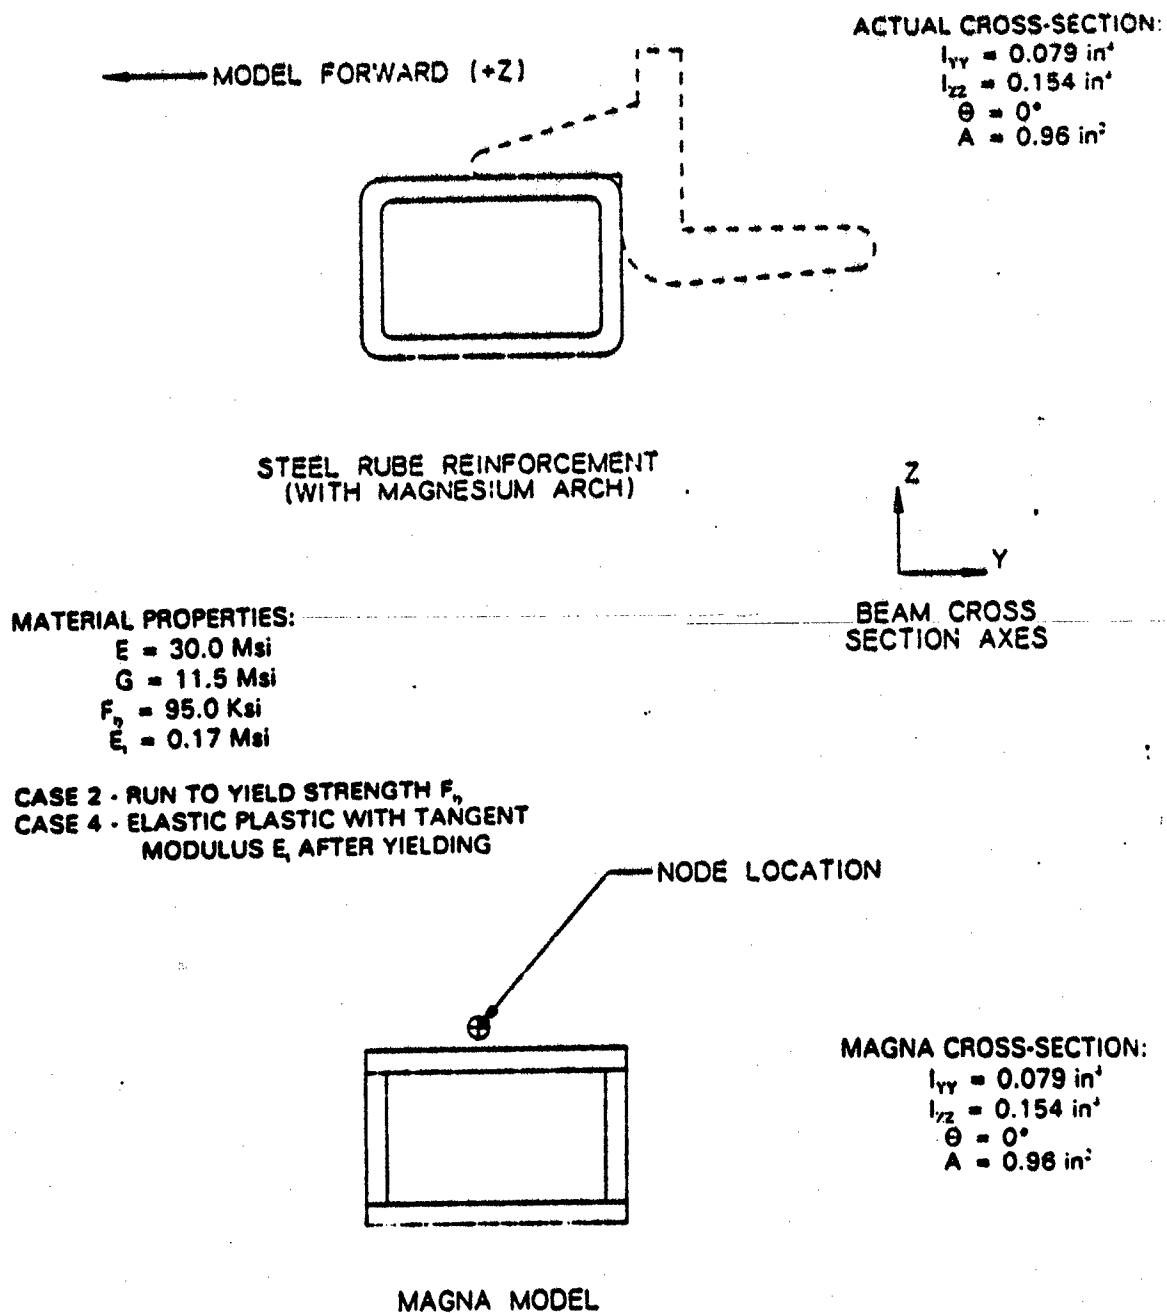 ACTUAL CROSS-SECTION:
I_YY = 0.079 in⁴
I_ZZ = 0.154 in⁴
Θ = 0°
A = 0.96 in²
MODEL FORWARD (+Z)
STEEL RUBE REINFORCEMENT
(WITH MAGNESIUM ARCH)
Z
Y
BEAM CROSS
SECTION AXES
MATERIAL PROPERTIES:
E = 30.0 Msi
G = 11.5 Msi
F_ty = 95.0 Ksi
E_t = 0.17 Msi
CASE 2 - RUN TO YIELD STRENGTH F_ty
CASE 4 - ELASTIC PLASTIC WITH TANGENT
MODULUS E_t AFTER YIELDING
NODE LOCATION
MAGNA CROSS-SECTION:
I_YY = 0.079 in⁴
I_ZZ = 0.154 in⁴
Θ = 0°
A = 0.96 in²
MAGNA MODEL